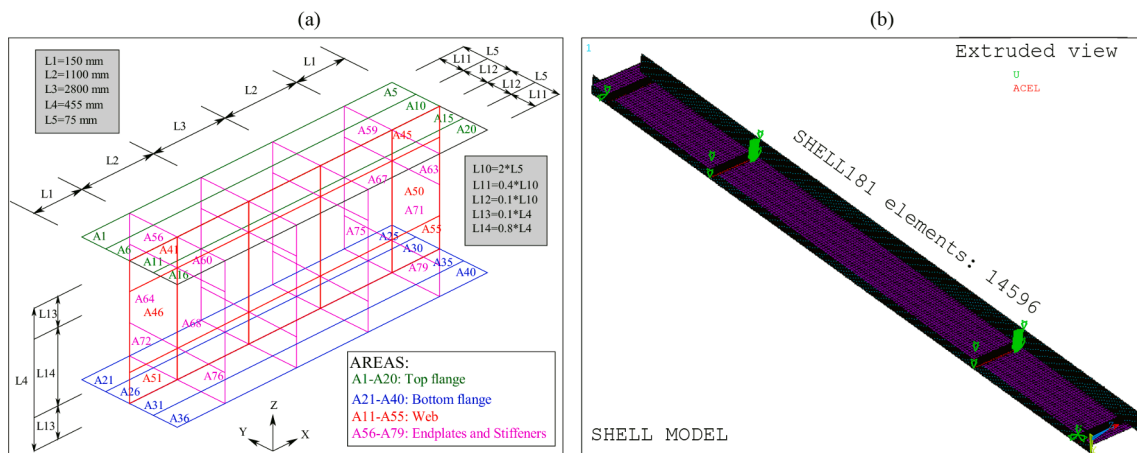 (a)
(b)
L1=150 mm
L2=1100 mm
L3=2800 mm
L4=455 mm
L5=75 mm
L1
L2
L3
L2
L1
L5
L11
L12
L5
L12
L11
A5
A10
A15
A20
A59
A45
A63
A67
A50
A71
A55
A75
A25
A30
A35
A40
A79
L10=2*L5
L11=0.4*L10
L12=0.1*L10
L13=0.1*L4
L14=0.8*L4
A1
A6
A11
A16
A56
A41
A60
A64
A46
A68
A72
A76
A51
A21
A26
A31
A36
L13
L4
L14
L13
Z
Y
X
AREAS:
A1-A20: Top flange
A21-A40: Bottom flange
A11-A55: Web
A56-A79: Endplates and Stiffeners
1
Extruded view
U
ACEL
SHELL181 elements: 14596
SHELL MODEL